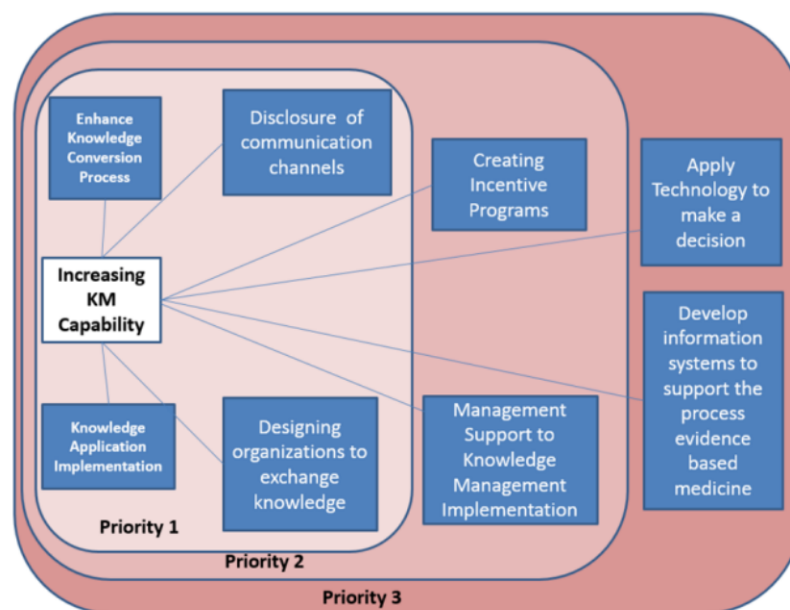 Enhance
Knowledge
Conversion
Process
Disclosure of
communication
channels
Creating
Incentive
Programs
Apply
Technology to
make a
decision
Increasing
KM
Capability
Develop
information
systems to
support the
process
evidence
based
medicine
Knowledge
Application
Implementation
Designing
organizations to
exchange
knowledge
Management
Support to
Knowledge
Management
Implementation
Priority 1
Priority 2
Priority 3